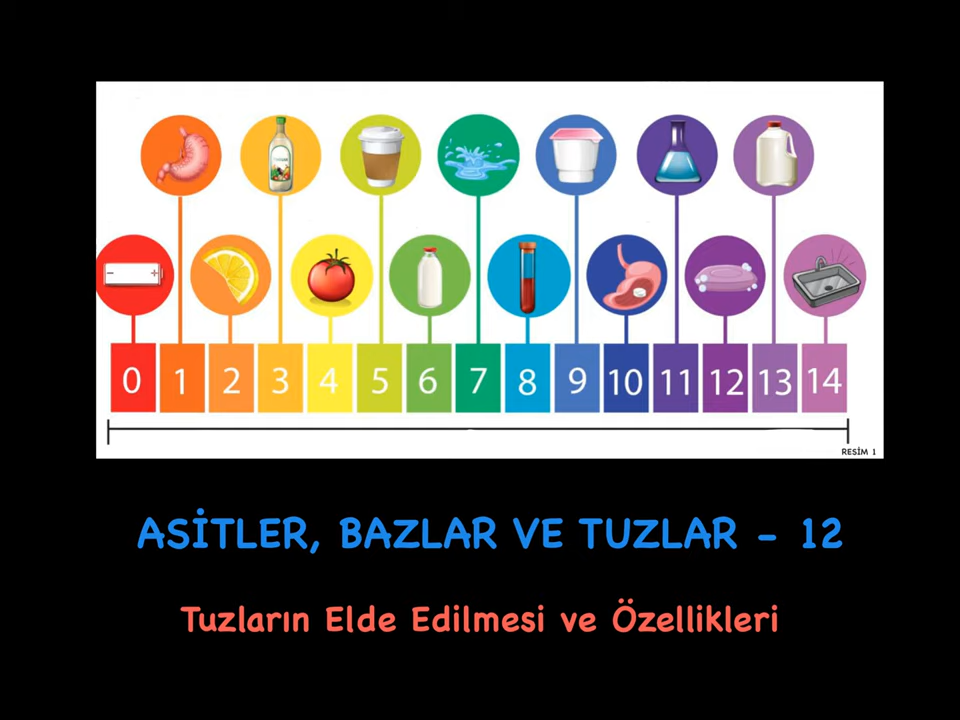 0 1 2 3 4 5 6 7 8 9 10 11 12 13 14
RESİM 1
ASİTLER, BAZLAR VE TUZLAR - 12
Tuzların Elde Edilmesi ve Özellikleri